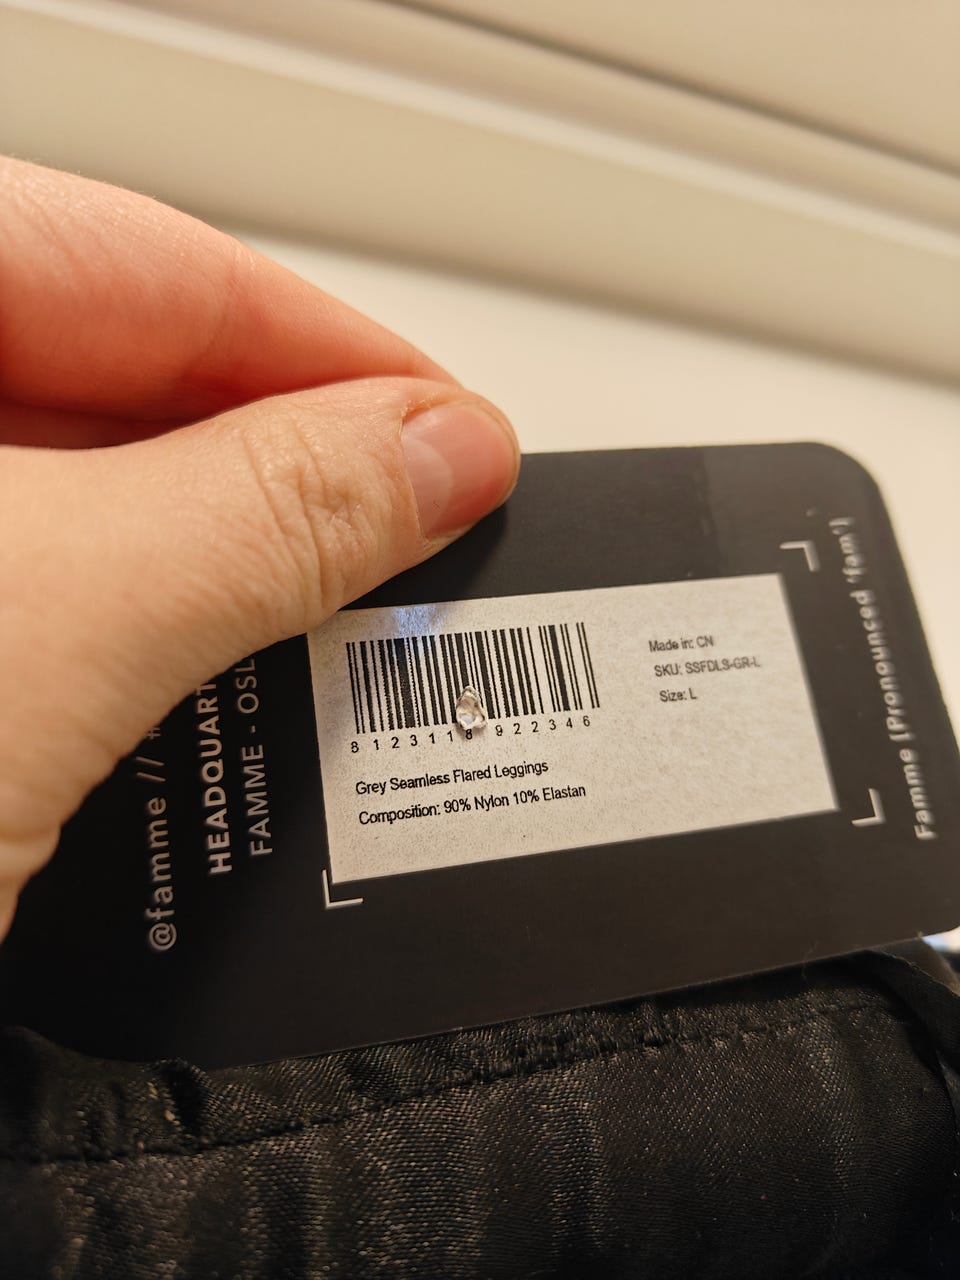 8 1 2 3 1 1 8 9 2 2 3 4 6
Grey Seamless Flared Leggings
Composition: 90% Nylon 10% Elastan
Made in: CN
SKU: SSFDLS-GR-L
Size: L
@famme // #
HEADQUART
FAMME - OSL
Famme [Pronounced 'fam']